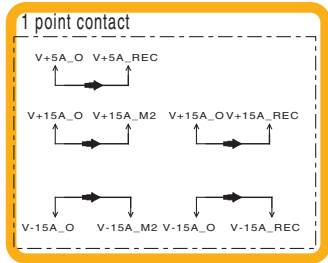 1 point contact
V+5A_O V+5A_REC
V+15A_O V+15A_M2 V+15A_O V+15A_REC
V-15A_O V-15A_M2 V-15A_O V-15A_REC